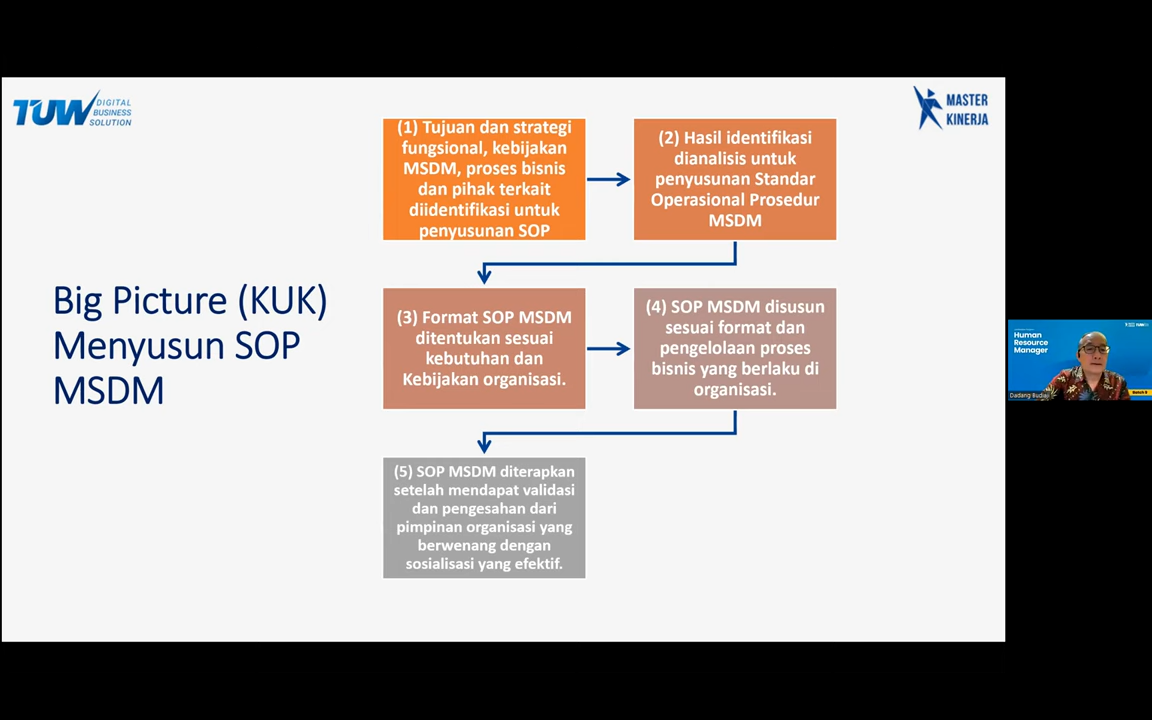 TUW DIGITAL
BUSINESS
SOLUTION
MASTER
KINERJA
Big Picture (KUK)
Menyusun SOP
MSDM
(1) Tujuan dan strategi
fungsional, kebijakan
MSDM, proses bisnis
dan pihak terkait
diidentifikasi untuk
penyusunan SOP
(2) Hasil identifikasi
dianalisis untuk
penyusunan Standar
Operasional Prosedur
MSDM
(3) Format SOP MSDM
ditentukan sesuai
kebutuhan dan
Kebijakan organisasi.
(4) SOP MSDM disusun
sesuai format dan
pengelolaan proses
bisnis yang berlaku di
organisasi.
(5) SOP MSDM diterapkan
setelah mendapat validasi
dan pengesahan dari
pimpinan organisasi yang
berwenang dengan
sosialisasi yang efektif.
Human
Resource
Manager
Dadang Budiaji
Batch 5